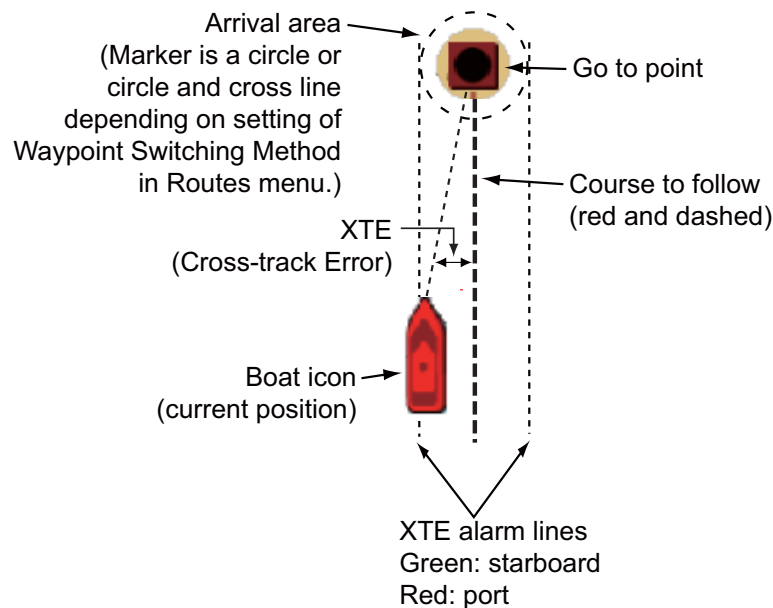 Arrival area
(Marker is a circle or
circle and cross line
depending on setting of
Waypoint Switching Method
in Routes menu.)
Go to point
Course to follow
(red and dashed)
XTE
(Cross-track Error)
Boat icon
(current position)
XTE alarm lines
Green: starboard
Red: port